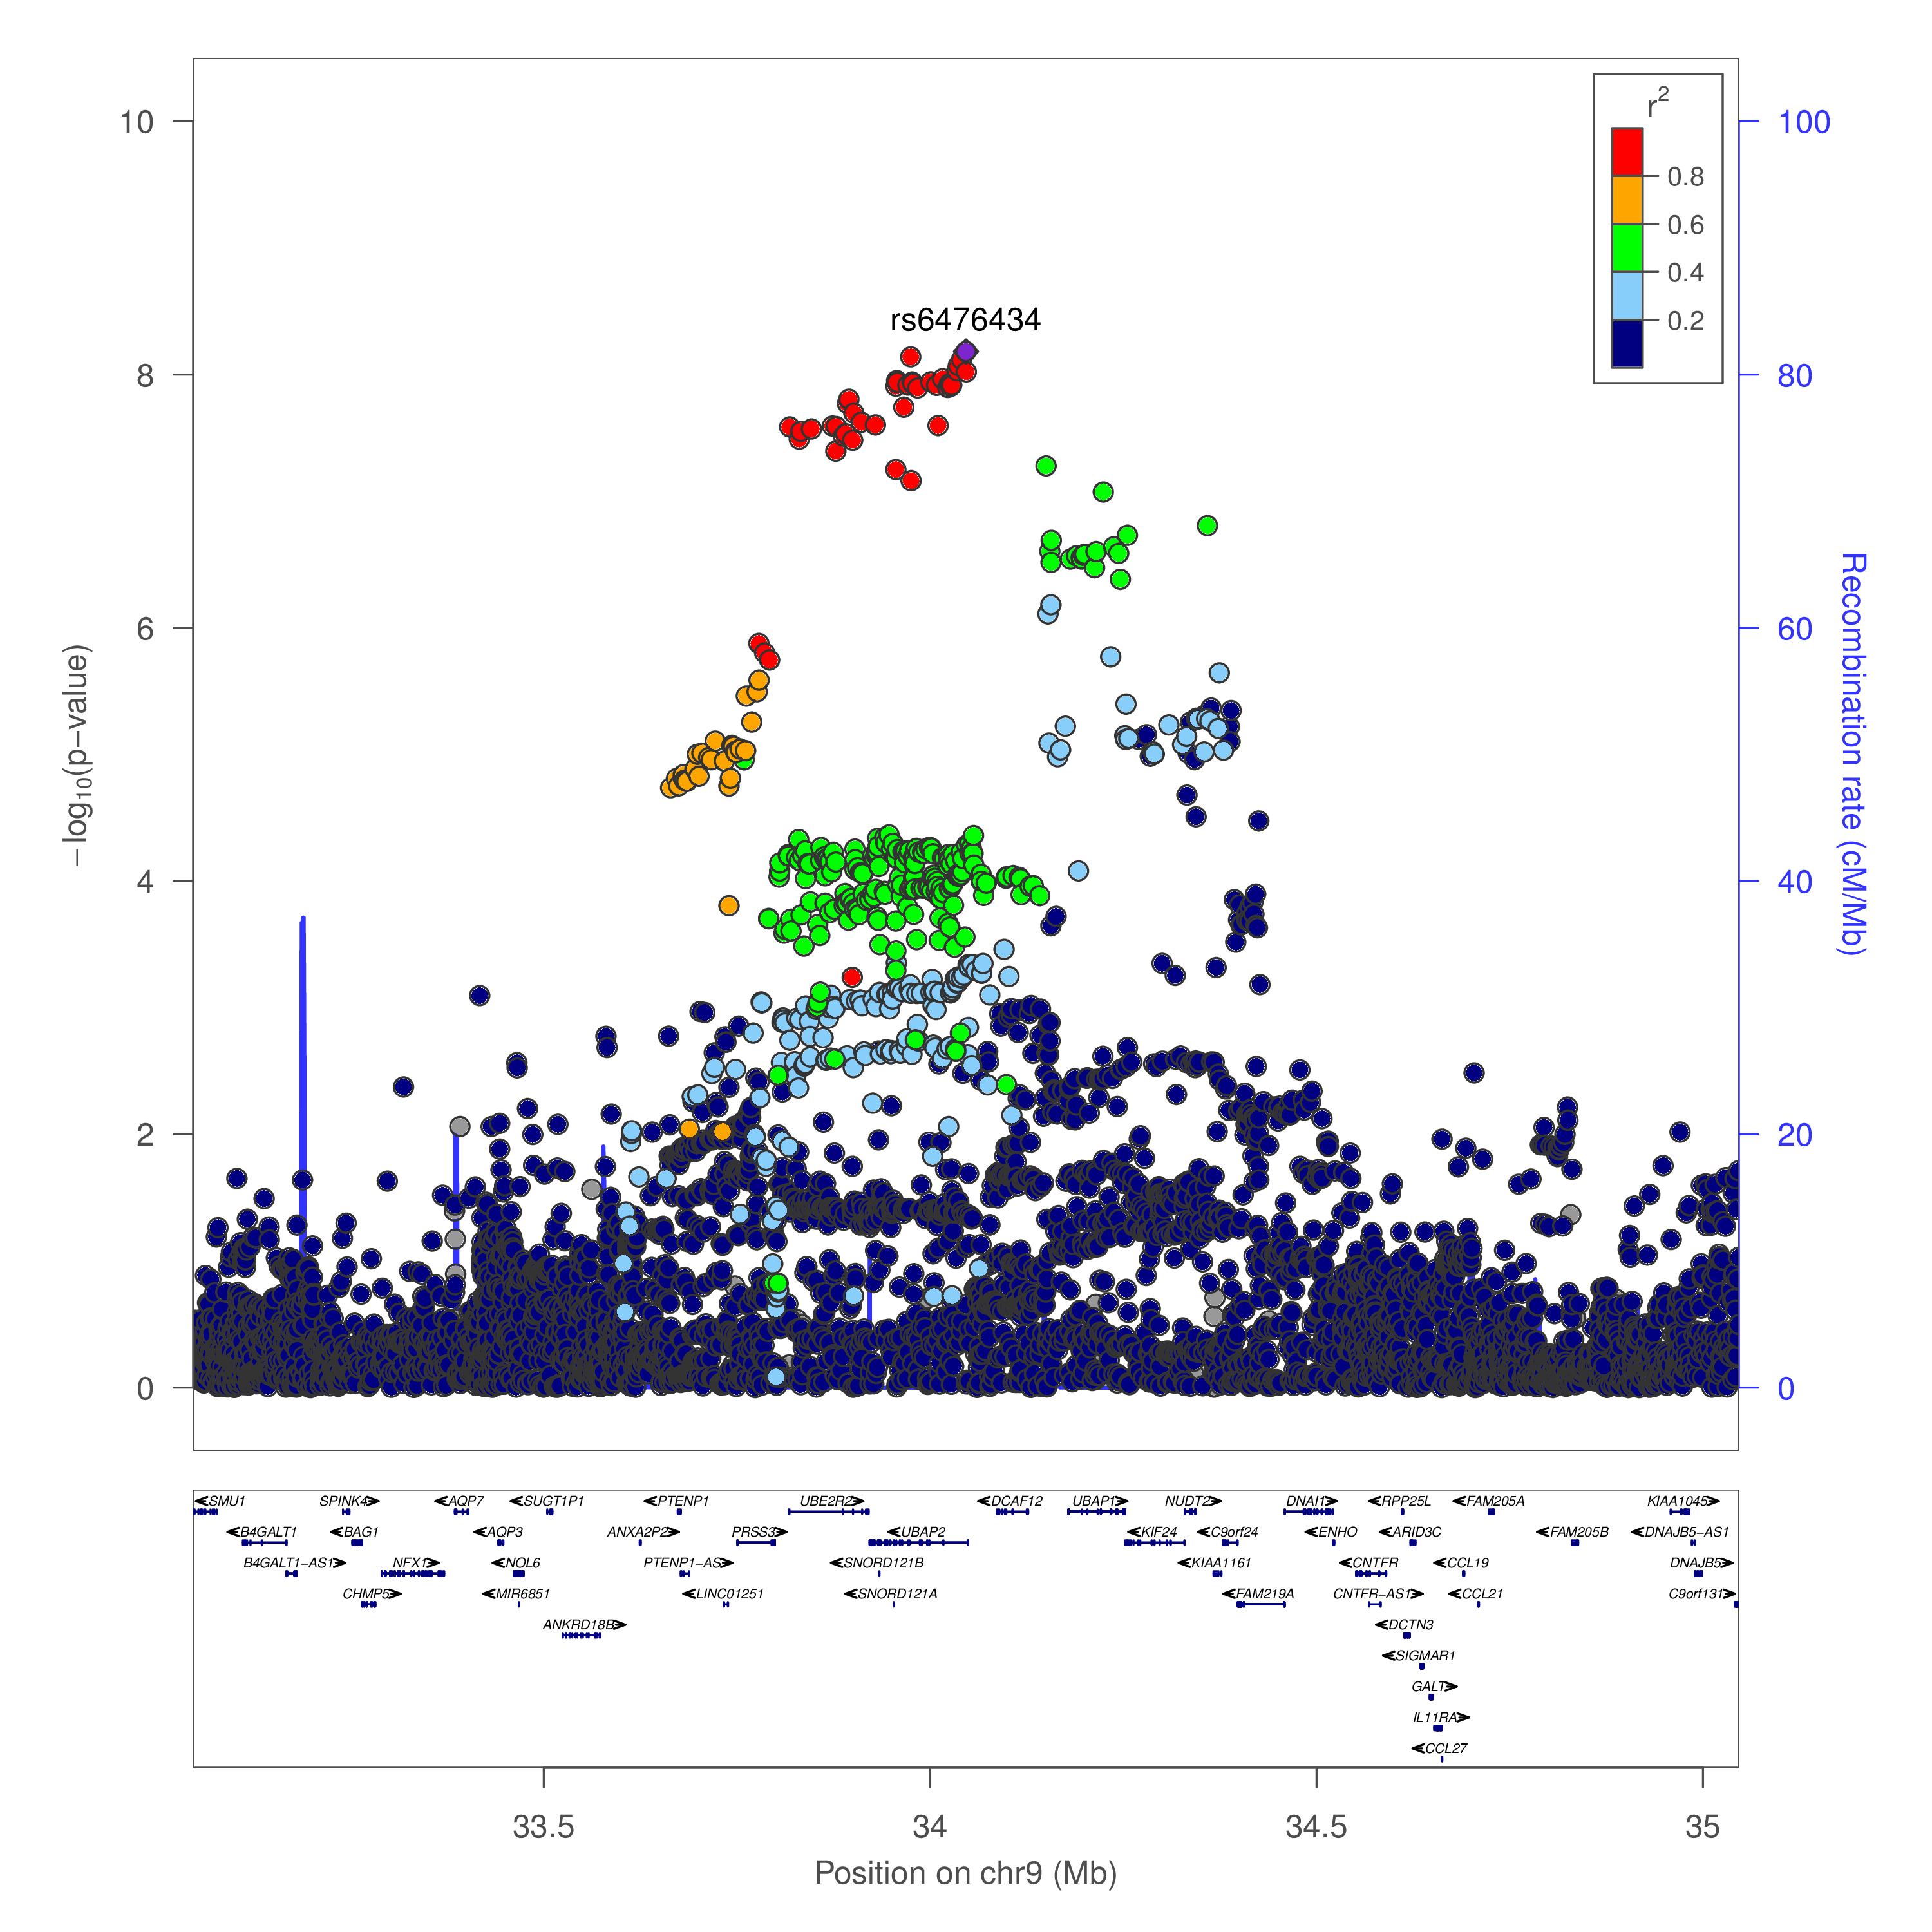 r2
10
100
0.8
0.6
0.4
0.2
rs6476434
8
80
6
60
4
40
2
20
0
0
−log10(p−value)
Recombination rate (cM/Mb)
SMU1 SPINK4 AQP7 SUGT1P1 PTENP1 UBE2R2 DCAF12 UBAP1 NUDT2 DNAI1 RPP25L FAM205A KIAA1045
B4GALT1 BAG1 AQP3 ANXA2P2 PRSS3 UBAP2 KIF24 C9orf24 ENHO ARID3C FAM205B DNAJB5−AS1
B4GALT1−AS1 NFX1 NOL6 PTENP1−AS LINC01251 SNORD121B KIAA1161 CNTFR CCL19 DNAJB5
CHMP5 MIR6851 LINC01251 SNORD121A FAM219A CNTFR−AS1 CCL21 C9orf131
ANKRD18B DCTN3
SIGMAR1
GALT
IL11RA
CCL27
33.5
34
34.5
35
Position on chr9 (Mb)